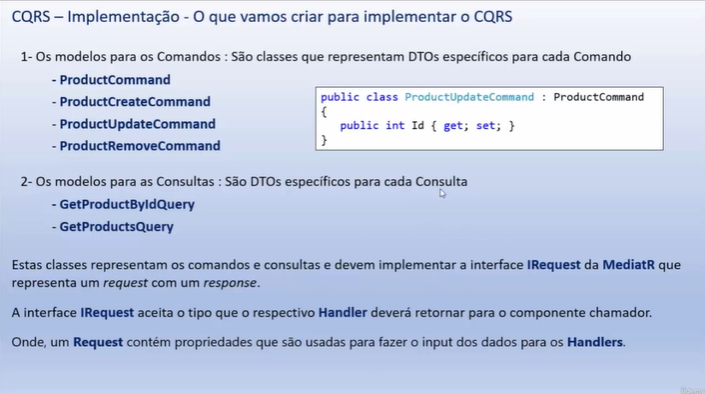 CQRS – Implementação - O que vamos criar para implementar o CQRS
1- Os modelos para os Comandos : São classes que representam DTOs específicos para cada Comando
- ProductCommand
- ProductCreateCommand
- ProductUpdateCommand
- ProductRemoveCommand
public class ProductUpdateCommand : ProductCommand
{
public int Id { get; set; }
}
2- Os modelos para as Consultas : São DTOs específicos para cada Consulta
- GetProductByIdQuery
- GetProductsQuery
Estas classes representam os comandos e consultas e devem implementar a interface IRequest da MediatR que
representa um request com um response.
A interface IRequest aceita o tipo que o respectivo Handler deverá retornar para o componente chamador.
Onde, um Request contém propriedades que são usadas para fazer o input dos dados para os Handlers.